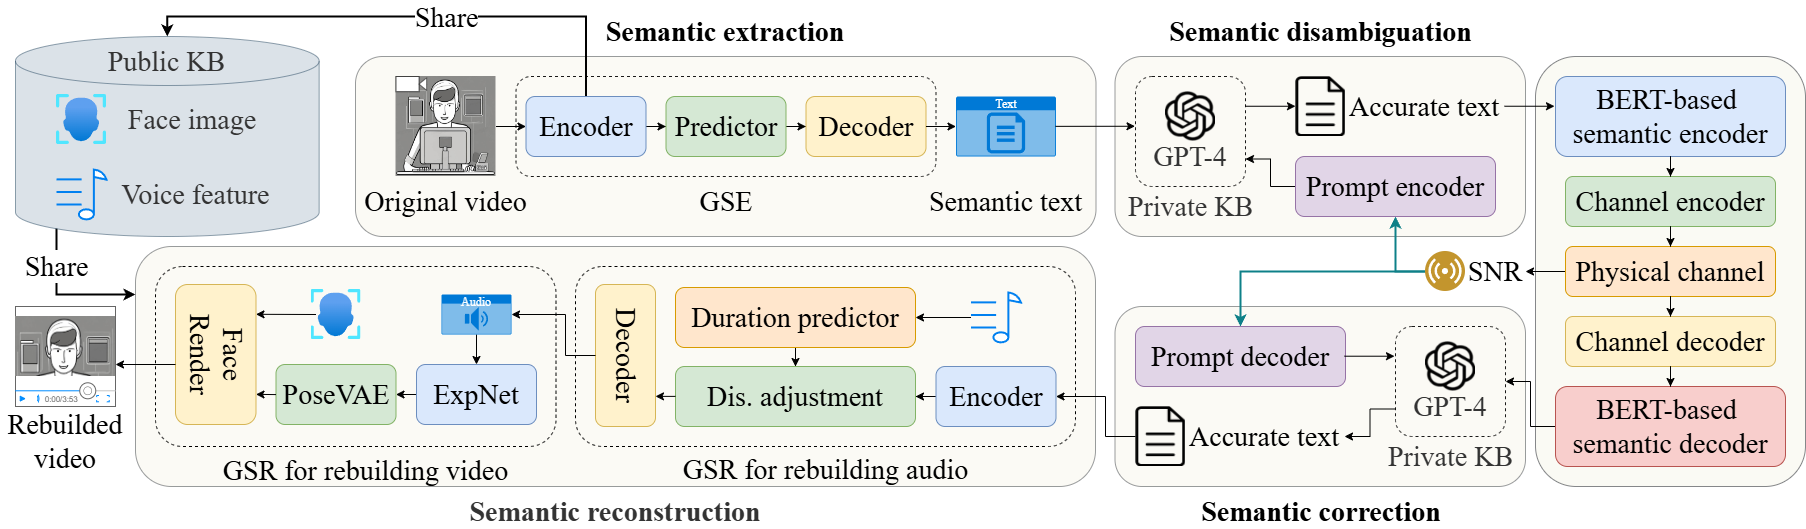 Share
Public KB
Face image
Voice feature
Share
Semantic extraction
Original video
Encoder
Predictor
Decoder
GSE
Text
Semantic text
Semantic disambiguation
GPT-4
Private KB
Accurate text
Prompt encoder
BERT-based
semantic encoder
Channel encoder
Physical channel
SNR
Channel decoder
BERT-based
semantic decoder
Prompt decoder
GPT-4
Private KB
Accurate text
Semantic correction
Encoder
Duration predictor
Dis. adjustment
Decoder
GSR for rebuilding audio
Audio
ExpNet
PoseVAE
Face
Render
GSR for rebuilding video
Semantic reconstruction
0:00/3:53
Rebuilded
video